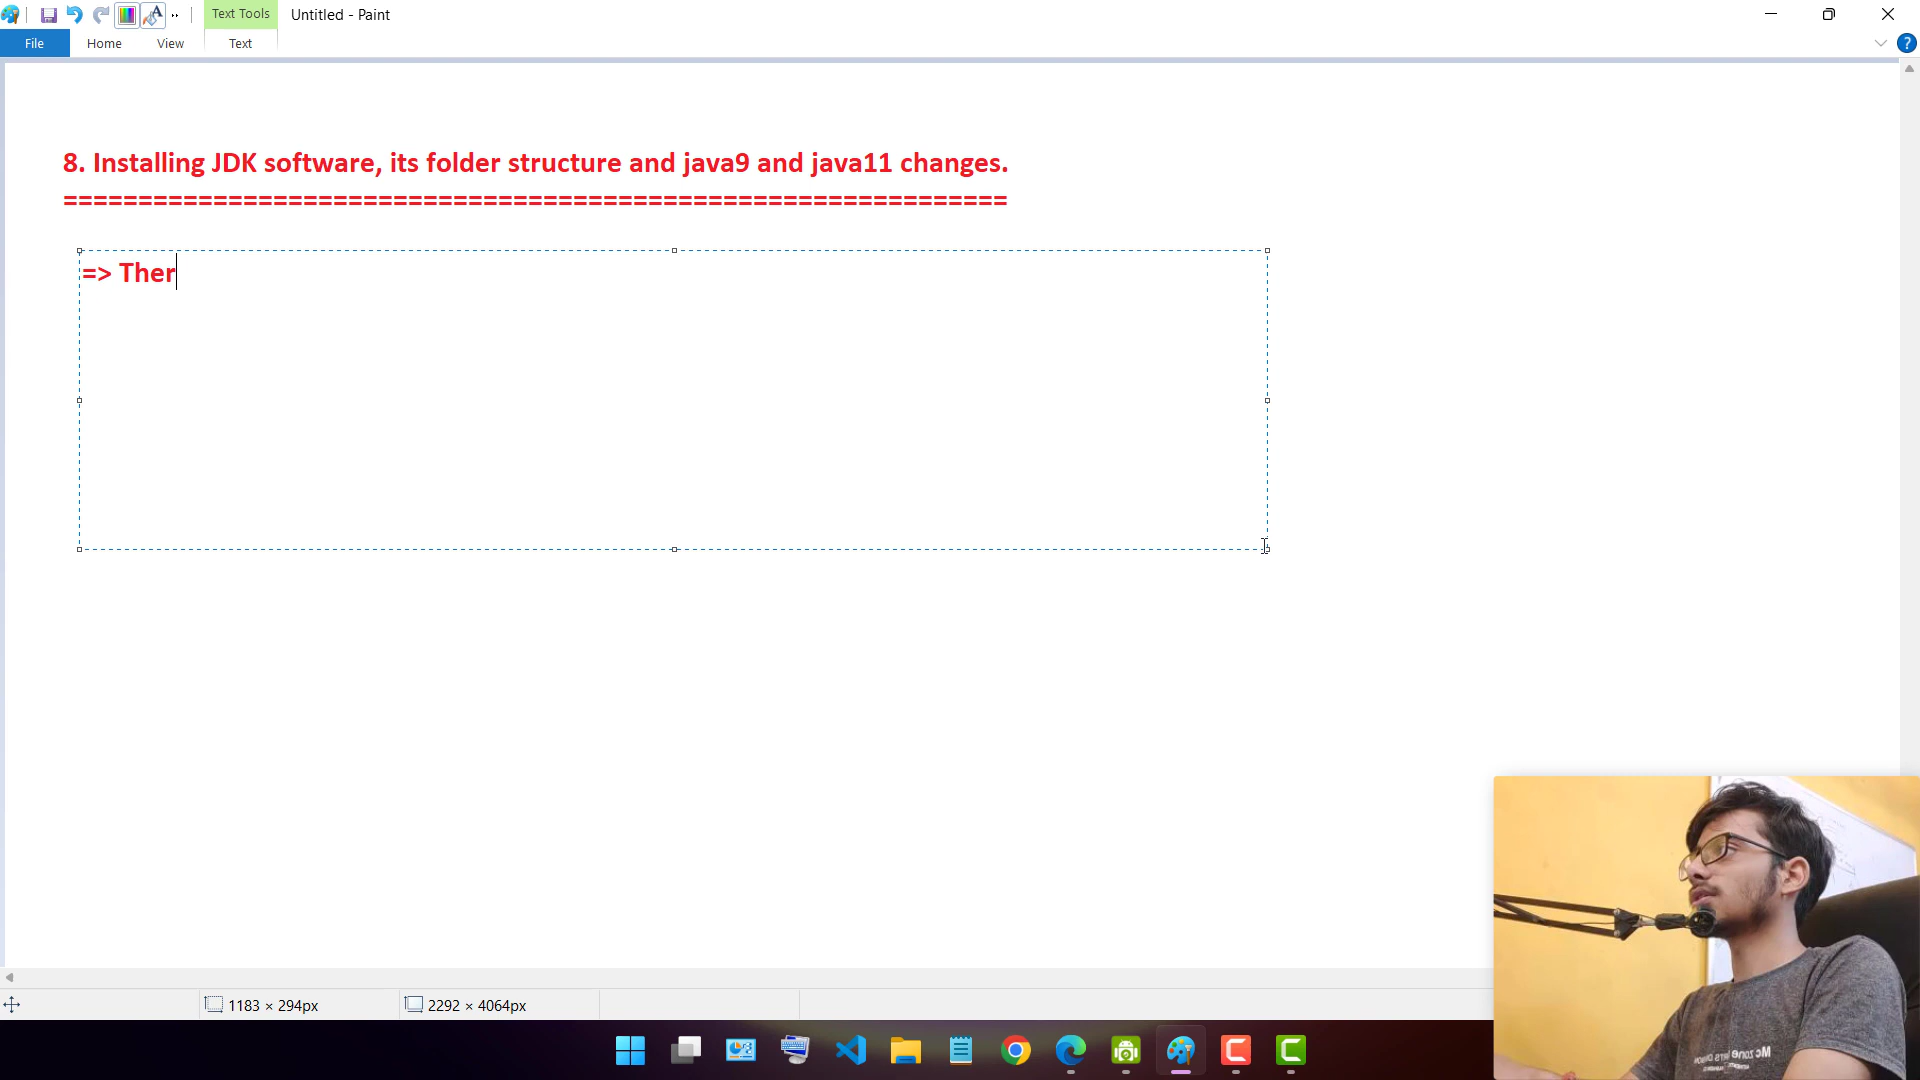 Text Tools
Untitled - Paint
File
Home
View
Text
?
8. Installing JDK software, its folder structure and java9 and java11 changes.
===============================================================
=> Ther
1183 × 294px
2292 × 4064px